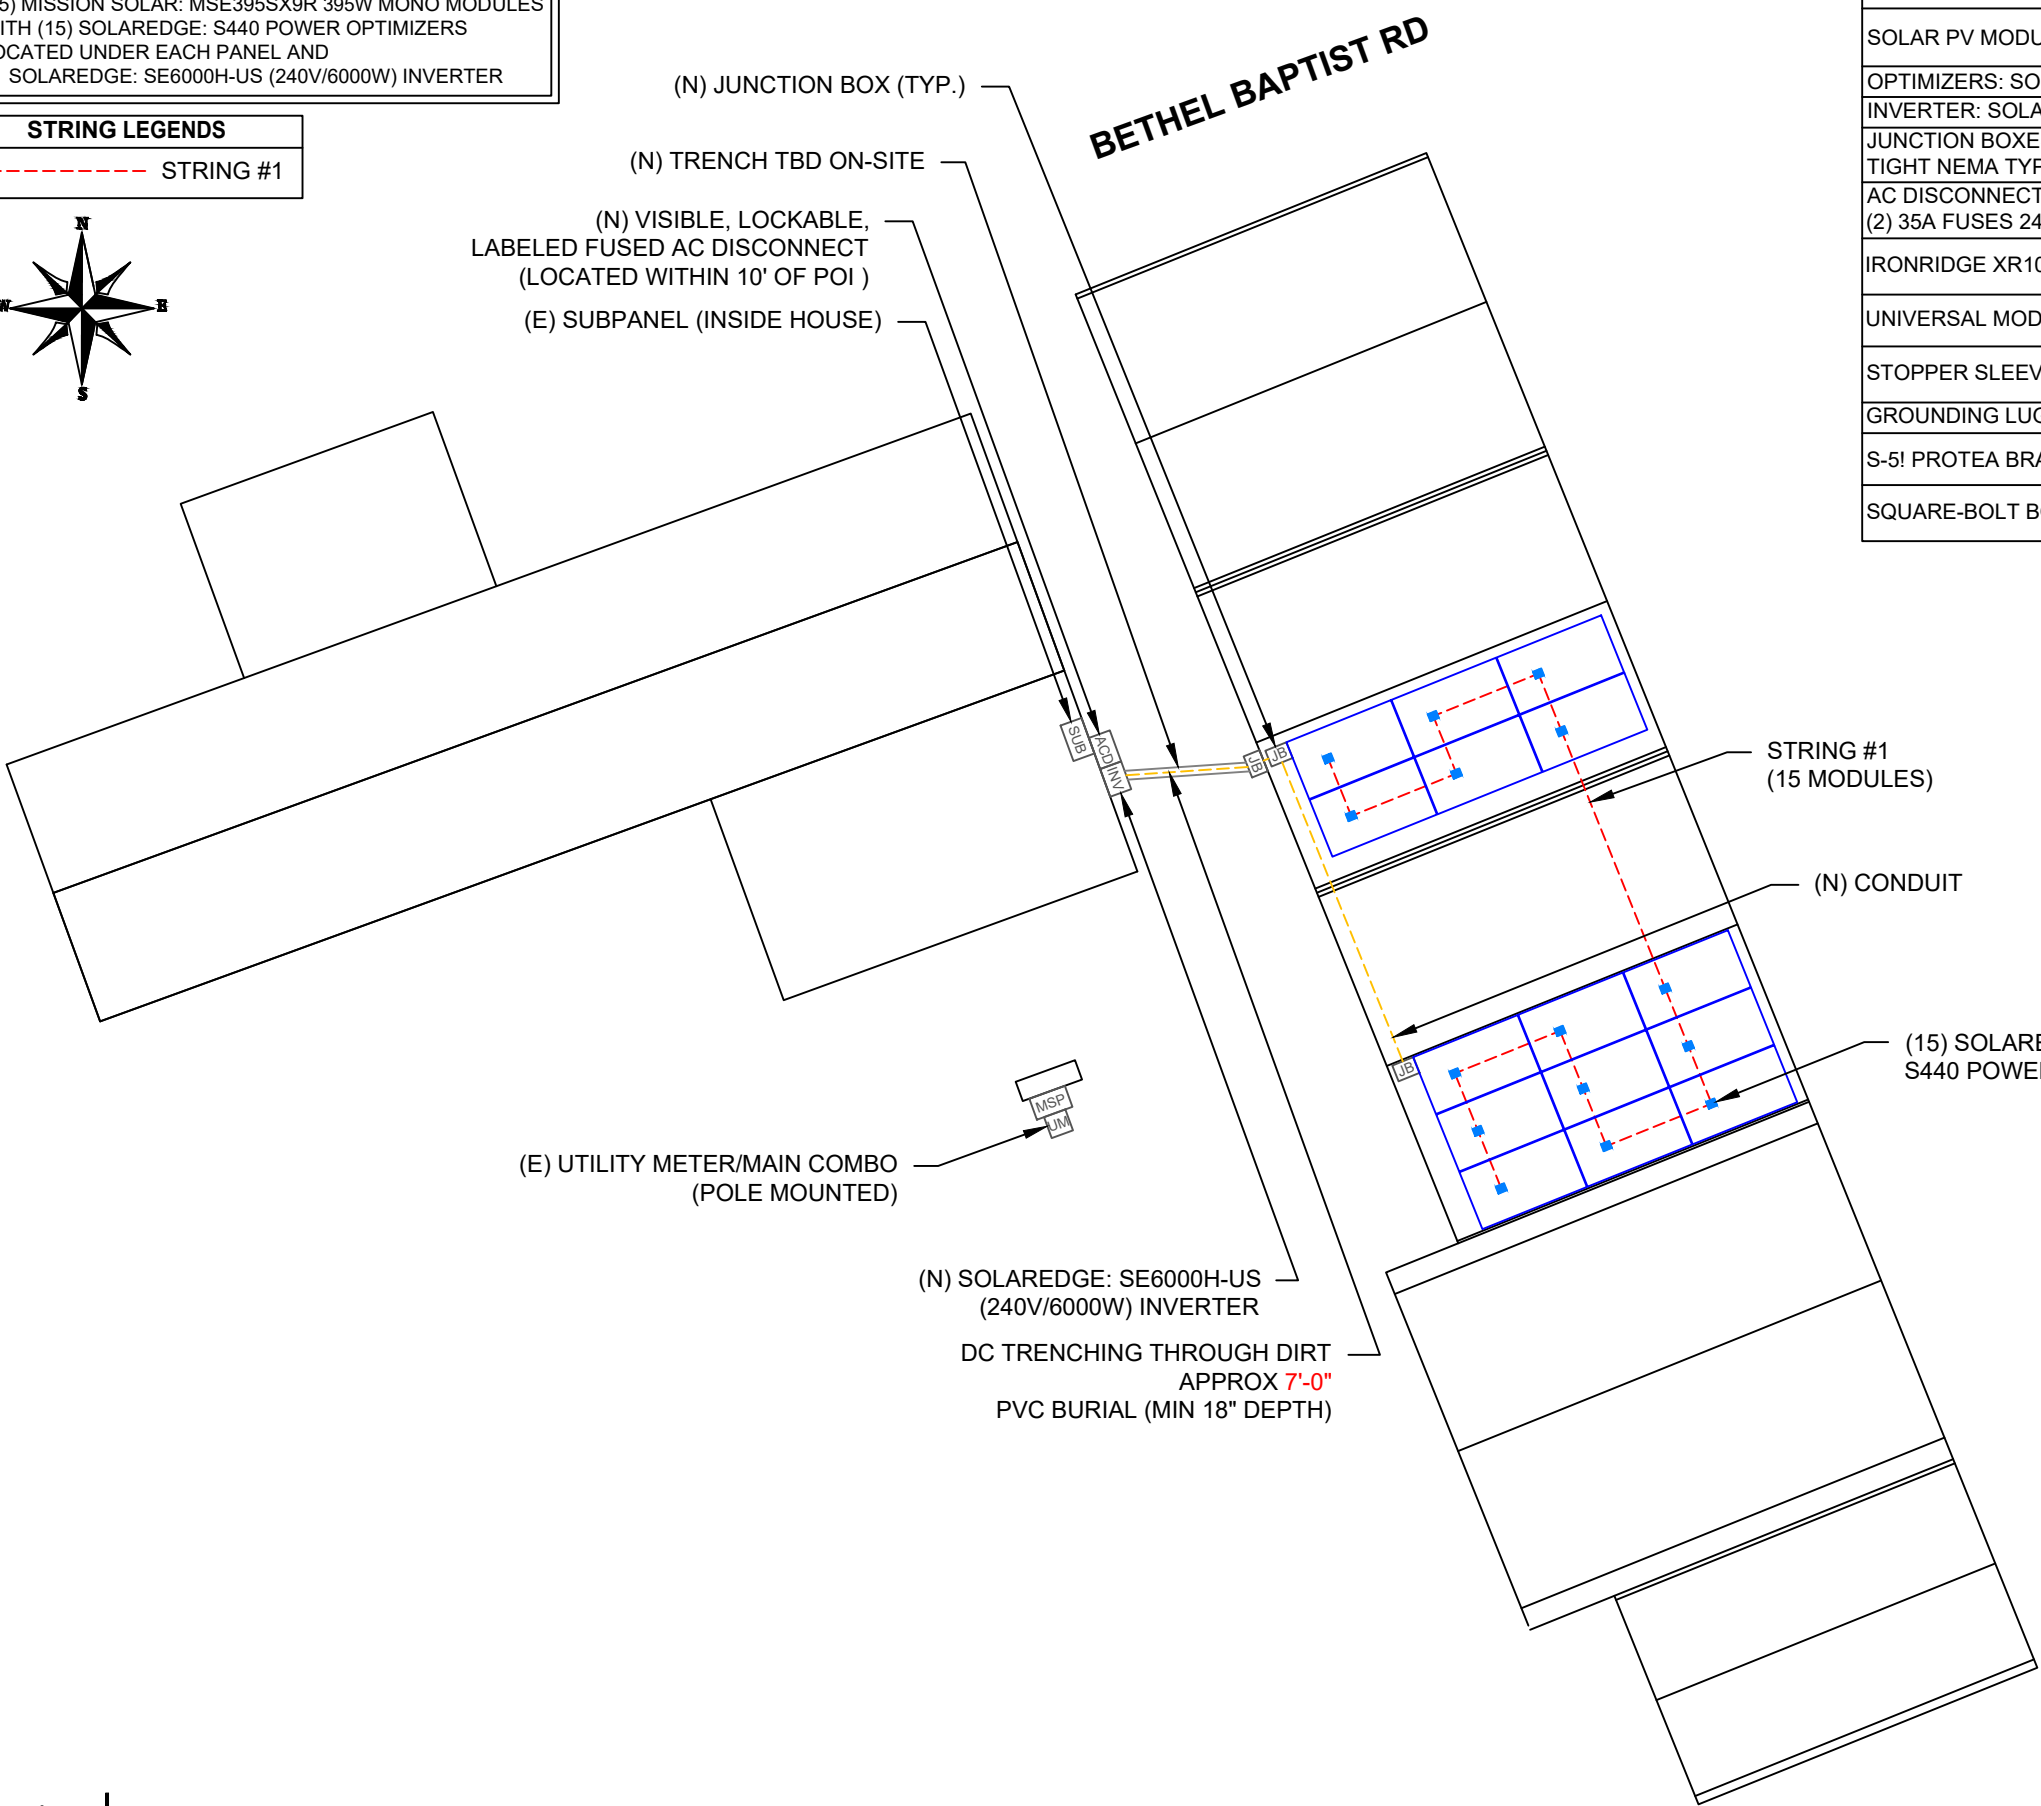 5) MISSION SOLAR: MSE395SX9R 395W MONO MODULES
ITH (15) SOLAREDGE: S440 POWER OPTIMIZERS
OCATED UNDER EACH PANEL AND
SOLAREDGE: SE6000H-US (240V/6000W) INVERTER
STRING LEGENDS
STRING #1
N
W
E
S
(N) JUNCTION BOX (TYP.)
(N) TRENCH TBD ON-SITE
(N) VISIBLE, LOCKABLE,
LABELED FUSED AC DISCONNECT
(LOCATED WITHIN 10' OF POI )
(E) SUBPANEL (INSIDE HOUSE)
BETHEL BAPTIST RD
SOLAR PV MODU
OPTIMIZERS: SO
INVERTER: SOLA
JUNCTION BOXE
TIGHT NEMA TYP
AC DISCONNECT
(2) 35A FUSES 24
IRONRIDGE XR10
UNIVERSAL MOD
STOPPER SLEEV
GROUNDING LUG
S-5! PROTEA BRA
SQUARE-BOLT BO
SUB
ACD
INV
JB
JB
STRING #1
(15 MODULES)
(N) CONDUIT
JB
(15) SOLARE
S440 POWE
MSP
UM
(E) UTILITY METER/MAIN COMBO
(POLE MOUNTED)
(N) SOLAREDGE: SE6000H-US
(240V/6000W) INVERTER
DC TRENCHING THROUGH DIRT
APPROX 7'-0"
PVC BURIAL (MIN 18" DEPTH)